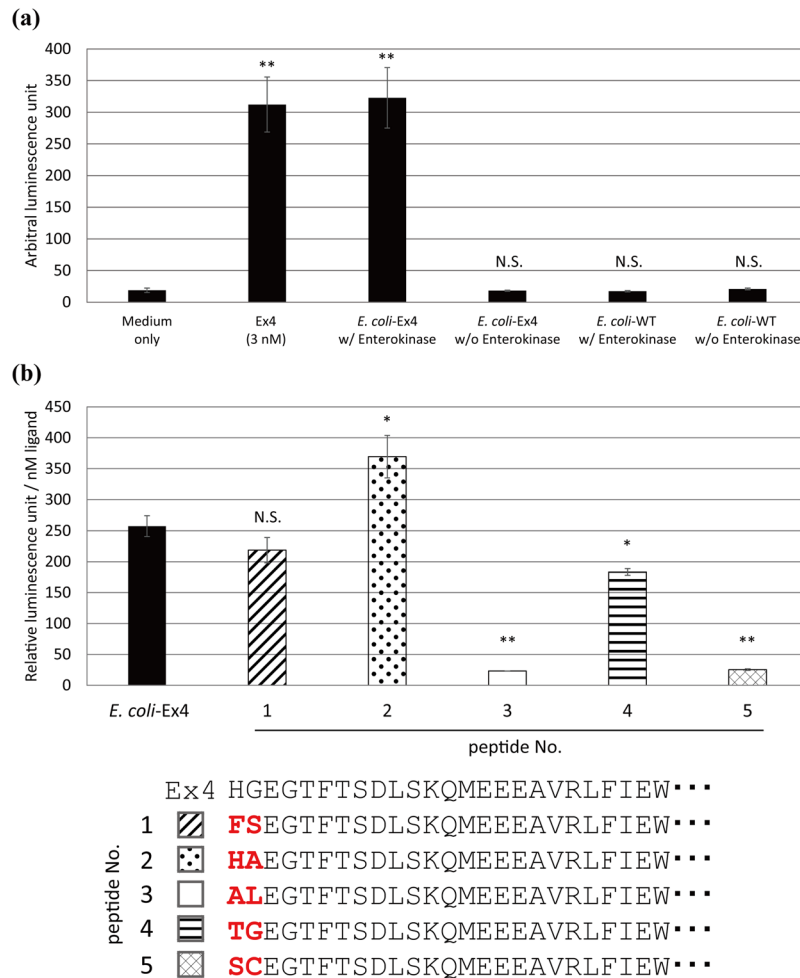 (a)
Arbitral luminescence unit
400
350
300
250
200
150
100
50
0
**
**
N.S.
N.S.
N.S.
Medium only
Ex4 (3 nM)
E. coli-Ex4 w/ Enterokinase
E. coli-Ex4 w/o Enterokinase
E. coli-WT w/ Enterokinase
E. coli-WT w/o Enterokinase
(b)
Relative luminescence unit / nM ligand
450
400
350
300
250
200
150
100
50
0
N.S.
*
**
*
**
E. coli-Ex4 1 2 3 4 5
peptide No.
Ex4 HGEGTFTSDLSKQMEEEAVRLFIEW···
peptide No.
1 FSEGTFTSDLSKQMEEEAVRLFIEW···
2 HAEGTFTSDLSKQMEEEAVRLFIEW···
3 ALEGTFTSDLSKQMEEEAVRLFIEW···
4 TGEGTFTSDLSKQMEEEAVRLFIEW···
5 SCEGTFTSDLSKQMEEEAVRLFIEW···